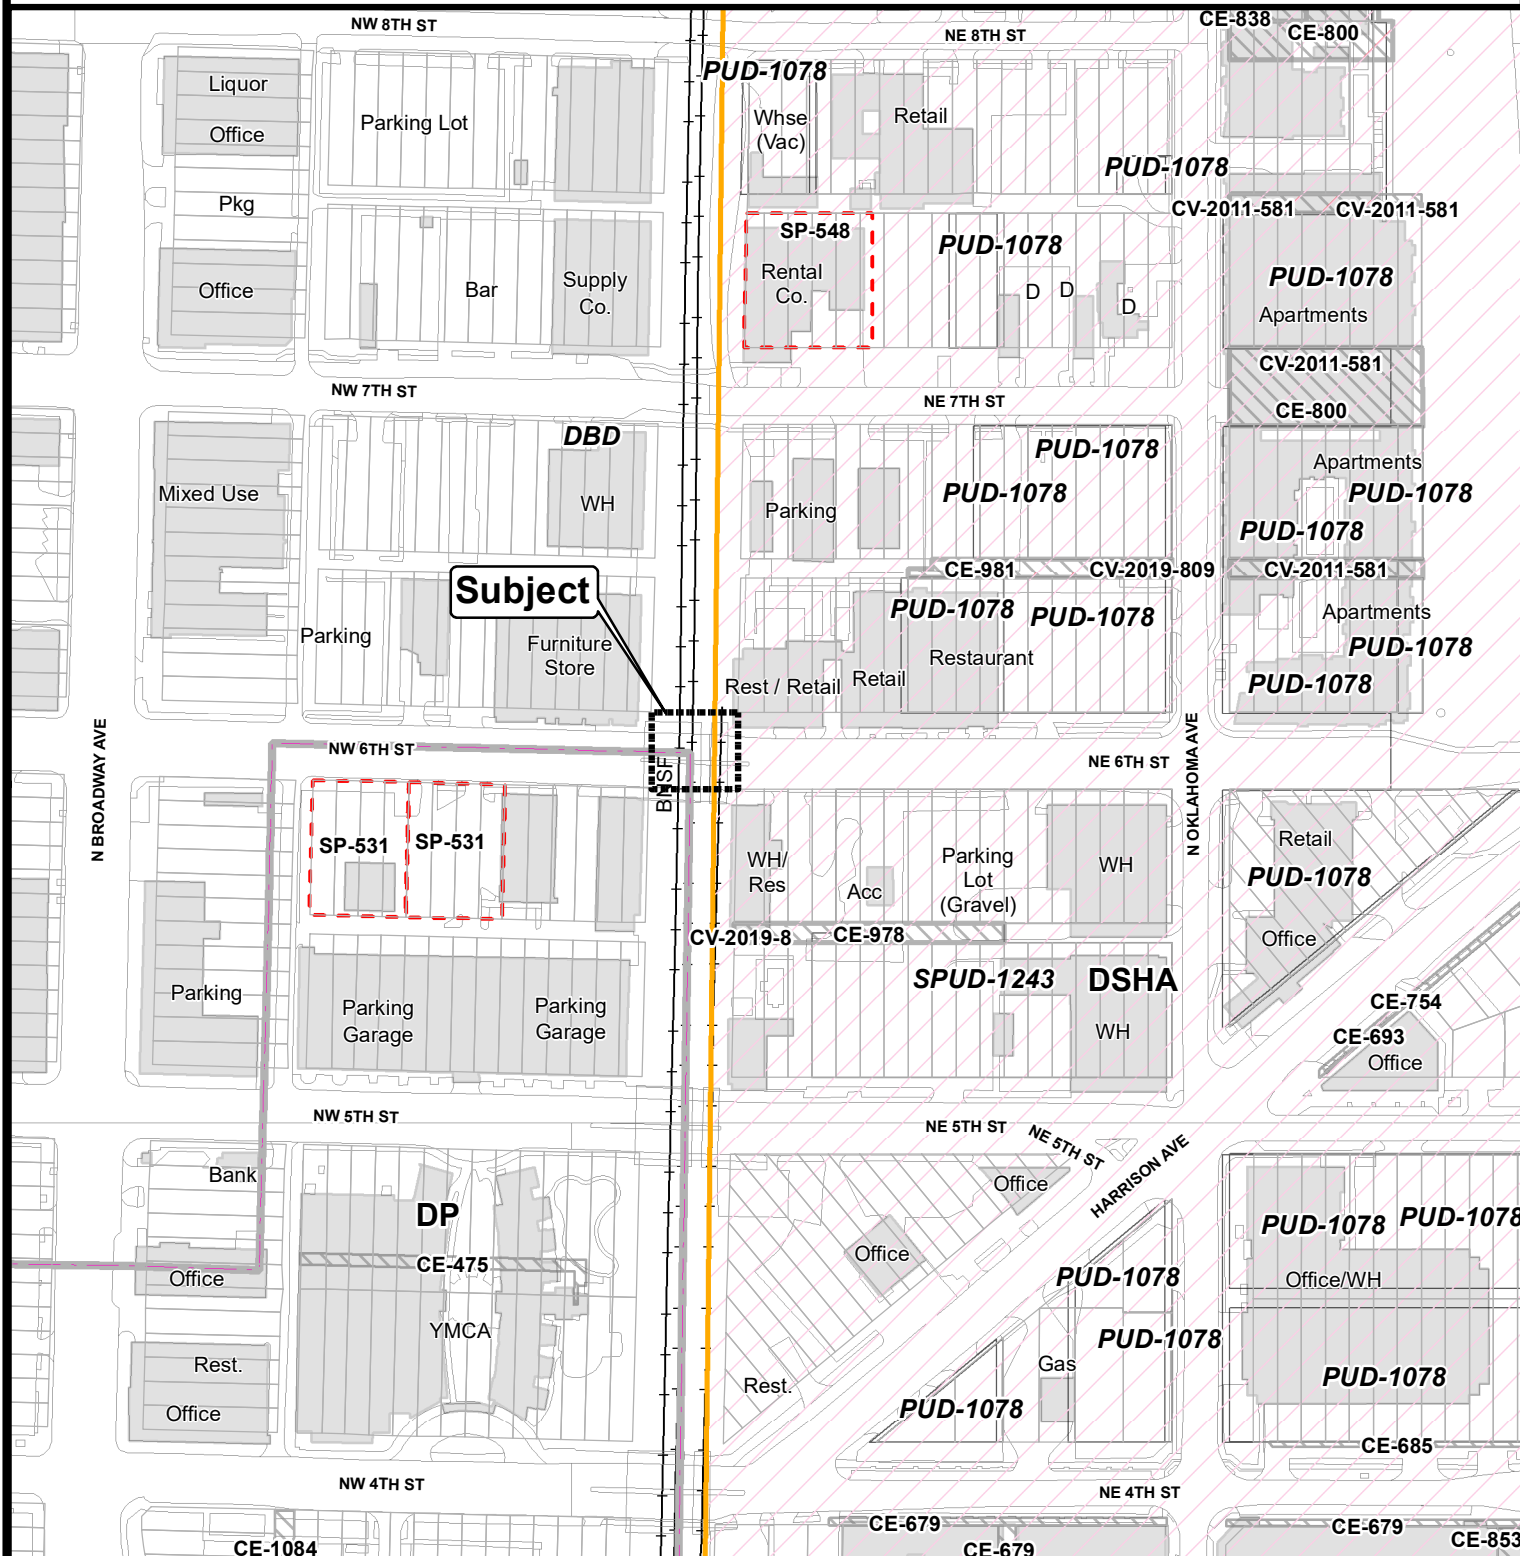 NW 8TH ST
NE 8TH ST
CE-838
CE-800
PUD-1078
Liquor
Office
Parking Lot
Whse
(Vac)
Retail
PUD-1078
Pkg
CV-2011-581
CV-2011-581
SP-548
PUD-1078
Office
Bar
Supply
Co.
Rental
Co.
D
D
D
PUD-1078
Apartments
CV-2011-581
NW 7TH ST
NE 7TH ST
CE-800
DBD
PUD-1078
Apartments
Mixed Use
WH
Parking
PUD-1078
PUD-1078
PUD-1078
CE-981
CV-2019-809
CV-2011-581
Subject
PUD-1078
PUD-1078
Apartments
Parking
Furniture
Store
Restaurant
PUD-1078
Rest / Retail
Retail
PUD-1078
N BROADWAY AVE
NW 6TH ST
BNSF
NE 6TH ST
N OKLAHOMA AVE
SP-531
SP-531
WH/
Res
Acc
Parking
Lot
(Gravel)
WH
Retail
PUD-1078
CV-2019-8
CE-978
Office
SPUD-1243
DSHA
Parking
Parking
Garage
Parking
Garage
WH
CE-754
CE-693
Office
NW 5TH ST
NE 5TH ST
NE 5TH ST
HARRISON AVE
Bank
Office
DP
PUD-1078
PUD-1078
CE-475
Office
Office
PUD-1078
Office/WH
YMCA
PUD-1078
Rest.
Gas
Rest.
PUD-1078
Office
PUD-1078
CE-685
NW 4TH ST
NE 4TH ST
CE-679
CE-679
CE-853
CE-1084
CE-679